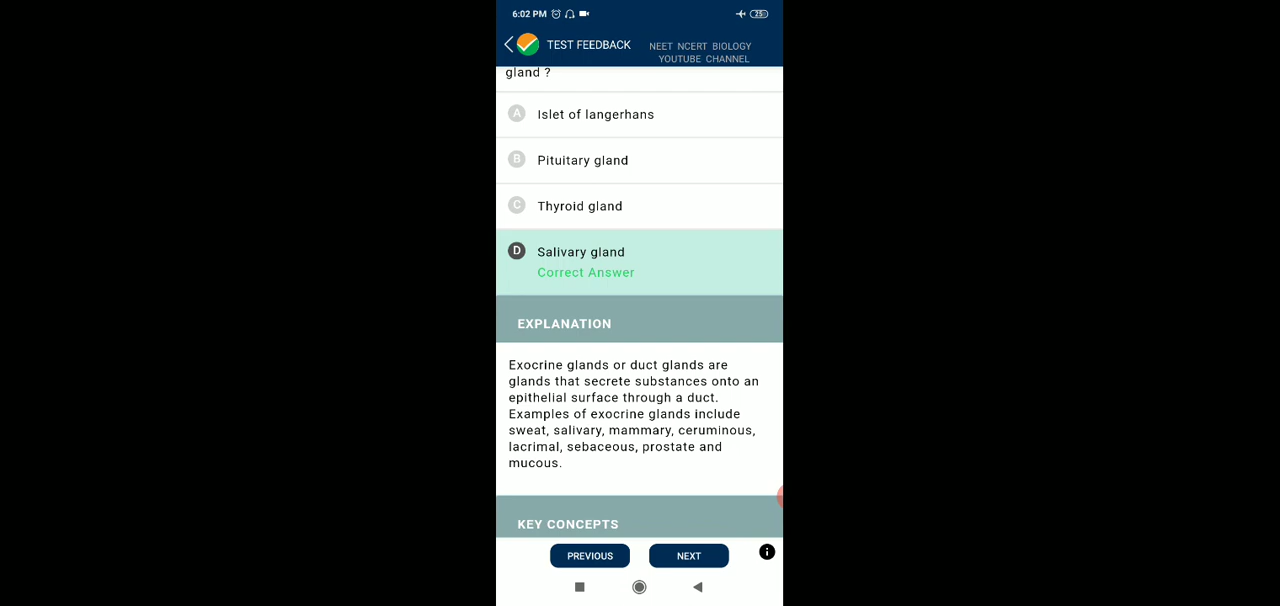 6:02 PM
25
TEST FEEDBACK
NEET NCERT BIOLOGY
YOUTUBE CHANNEL
gland ?
A Islet of langerhans
B Pituitary gland
C Thyroid gland
D Salivary gland
Correct Answer
EXPLANATION
Exocrine glands or duct glands are
glands that secrete substances onto an
epithelial surface through a duct.
Examples of exocrine glands include
sweat, salivary, mammary, ceruminous,
lacrimal, sebaceous, prostate and
mucous.
KEY CONCEPTS
PREVIOUS
NEXT
i